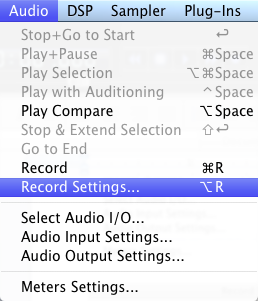 Audio DSP Sampler Plug-Ins
Stop+Go to Start ↩
Play+Pause ⌘Space
Play Selection ⌥⌘Space
Play with Auditioning ^Space
Play Compare ⌥Space
Stop & Extend Selection ⇧↩
Go to End
Record ⌘R
Record Settings... ⌥R
Select Audio I/O...
Audio Input Settings...
Audio Output Settings...
Meters Settings...